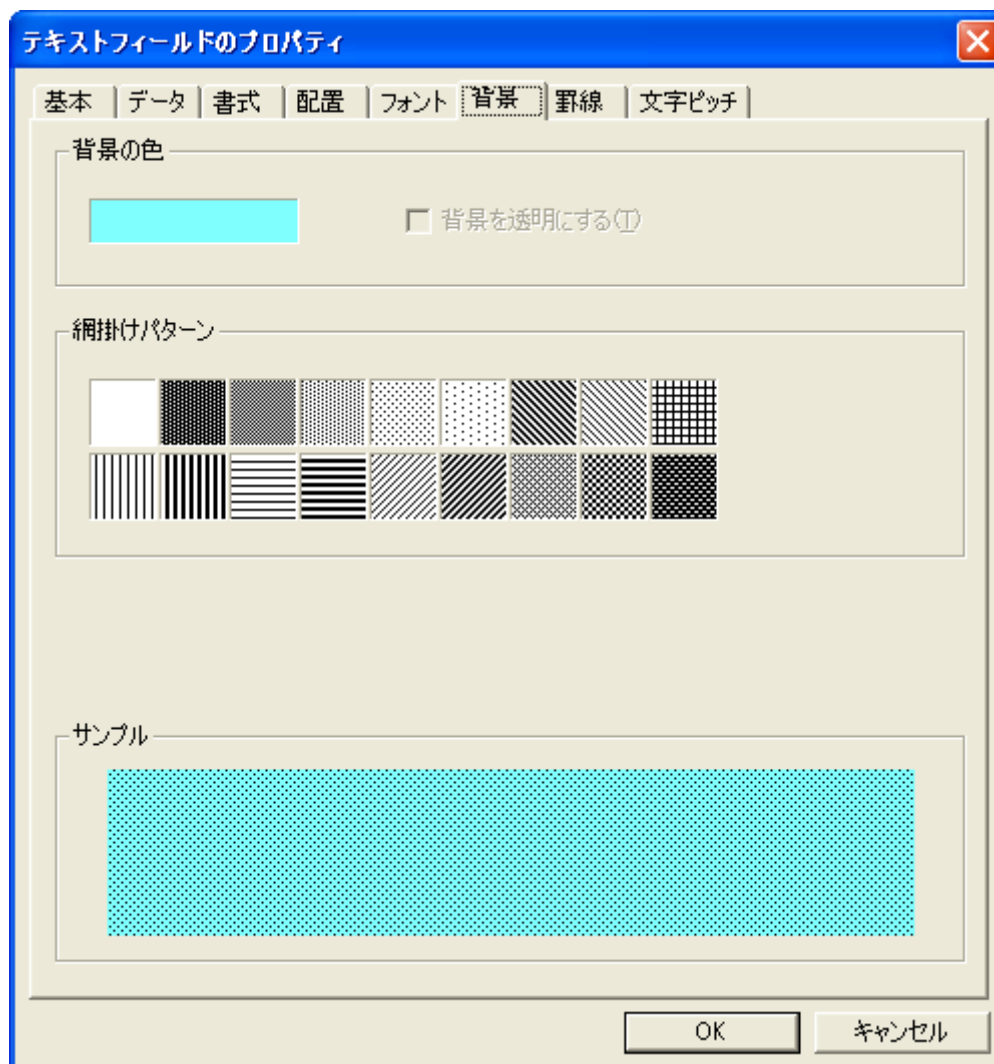 テキストフィールドのプロパティ
基本 データ 書式 配置 フォント 背景 罫線 文字ピッチ
背景の色
背景を透明にする(T)
網掛けパターン
サンプル
OK キャンセル